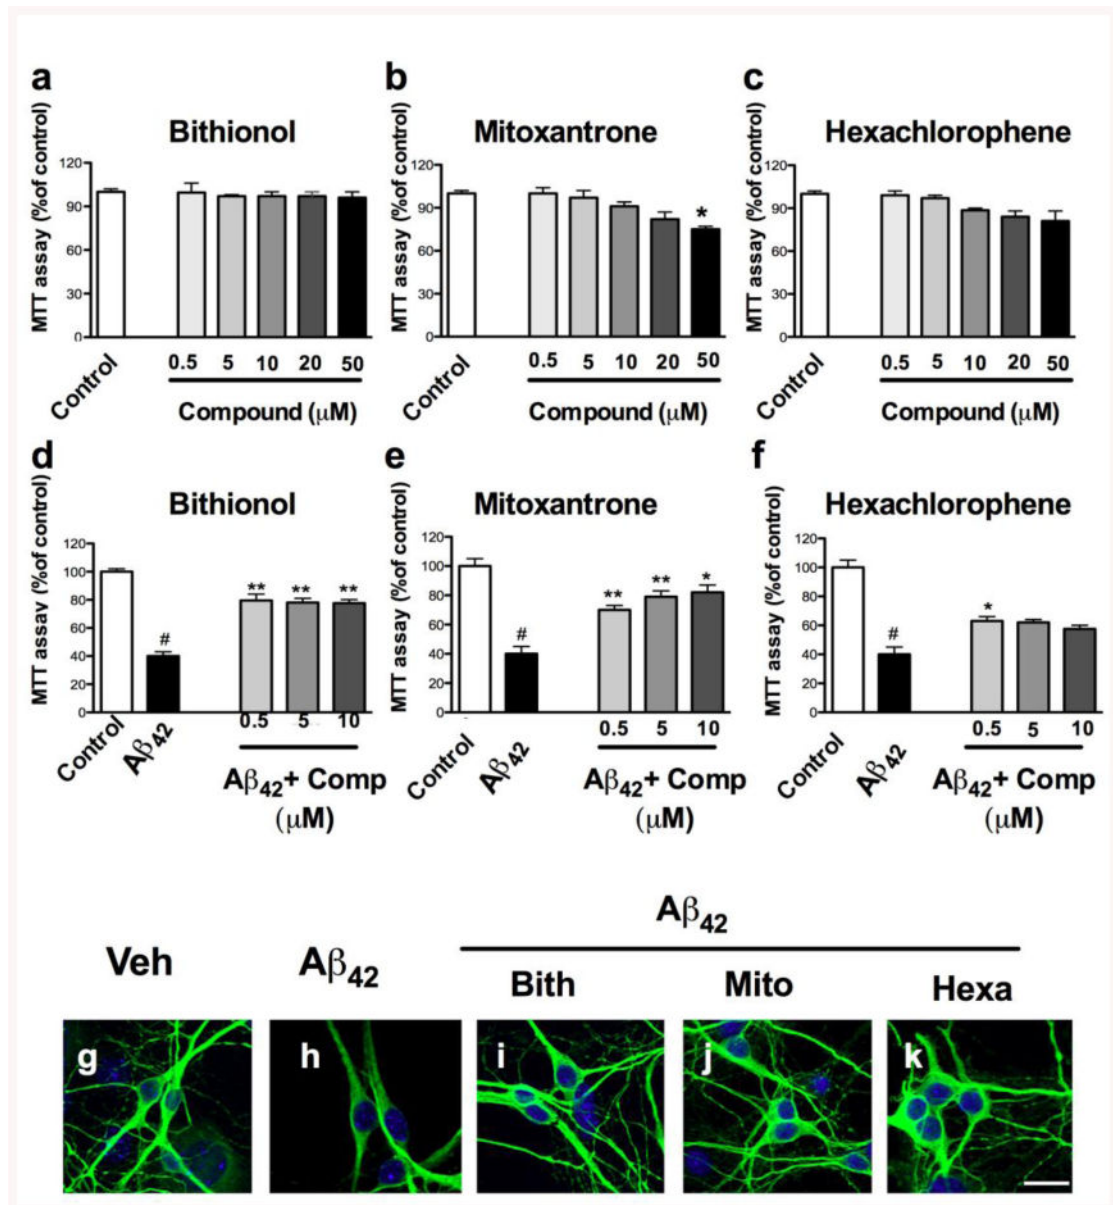 a
b
c
Bithionol
Mitoxantrone
Hexachlorophene
MTT assay (%of control)
120
90
60
30
0
Control
0.5 5 10 20 50
Compound (μM)
MTT assay (%of control)
120
90
60
30
0
Control
0.5 5 10 20 50
Compound (μM)
MTT assay (%of control)
120
90
60
30
0
*
Control
0.5 5 10 20 50
Compound (μM)
d
e
f
Bithionol
Mitoxantrone
Hexachlorophene
MTT assav (%of control)
120
100
80
60
40
20
0
#
** ** **
Control
Aβ42
0.5 5 10
Aβ42+ Comp
(μM)
MTT assay (%of control)
120
100
80
60
40
20
0
#
** ** *
Control
Aβ42
0.5 5 10
Aβ42+ Comp
(μM)
MTT assay (%of control)
120
100
80
60
40
20
0
#
*
Control
Aβ42
0.5 5 10
Aβ42+ Comp
(μM)
Aβ42
Veh
Aβ42
Bith
Mito
Hexa
g
h
i
j
k